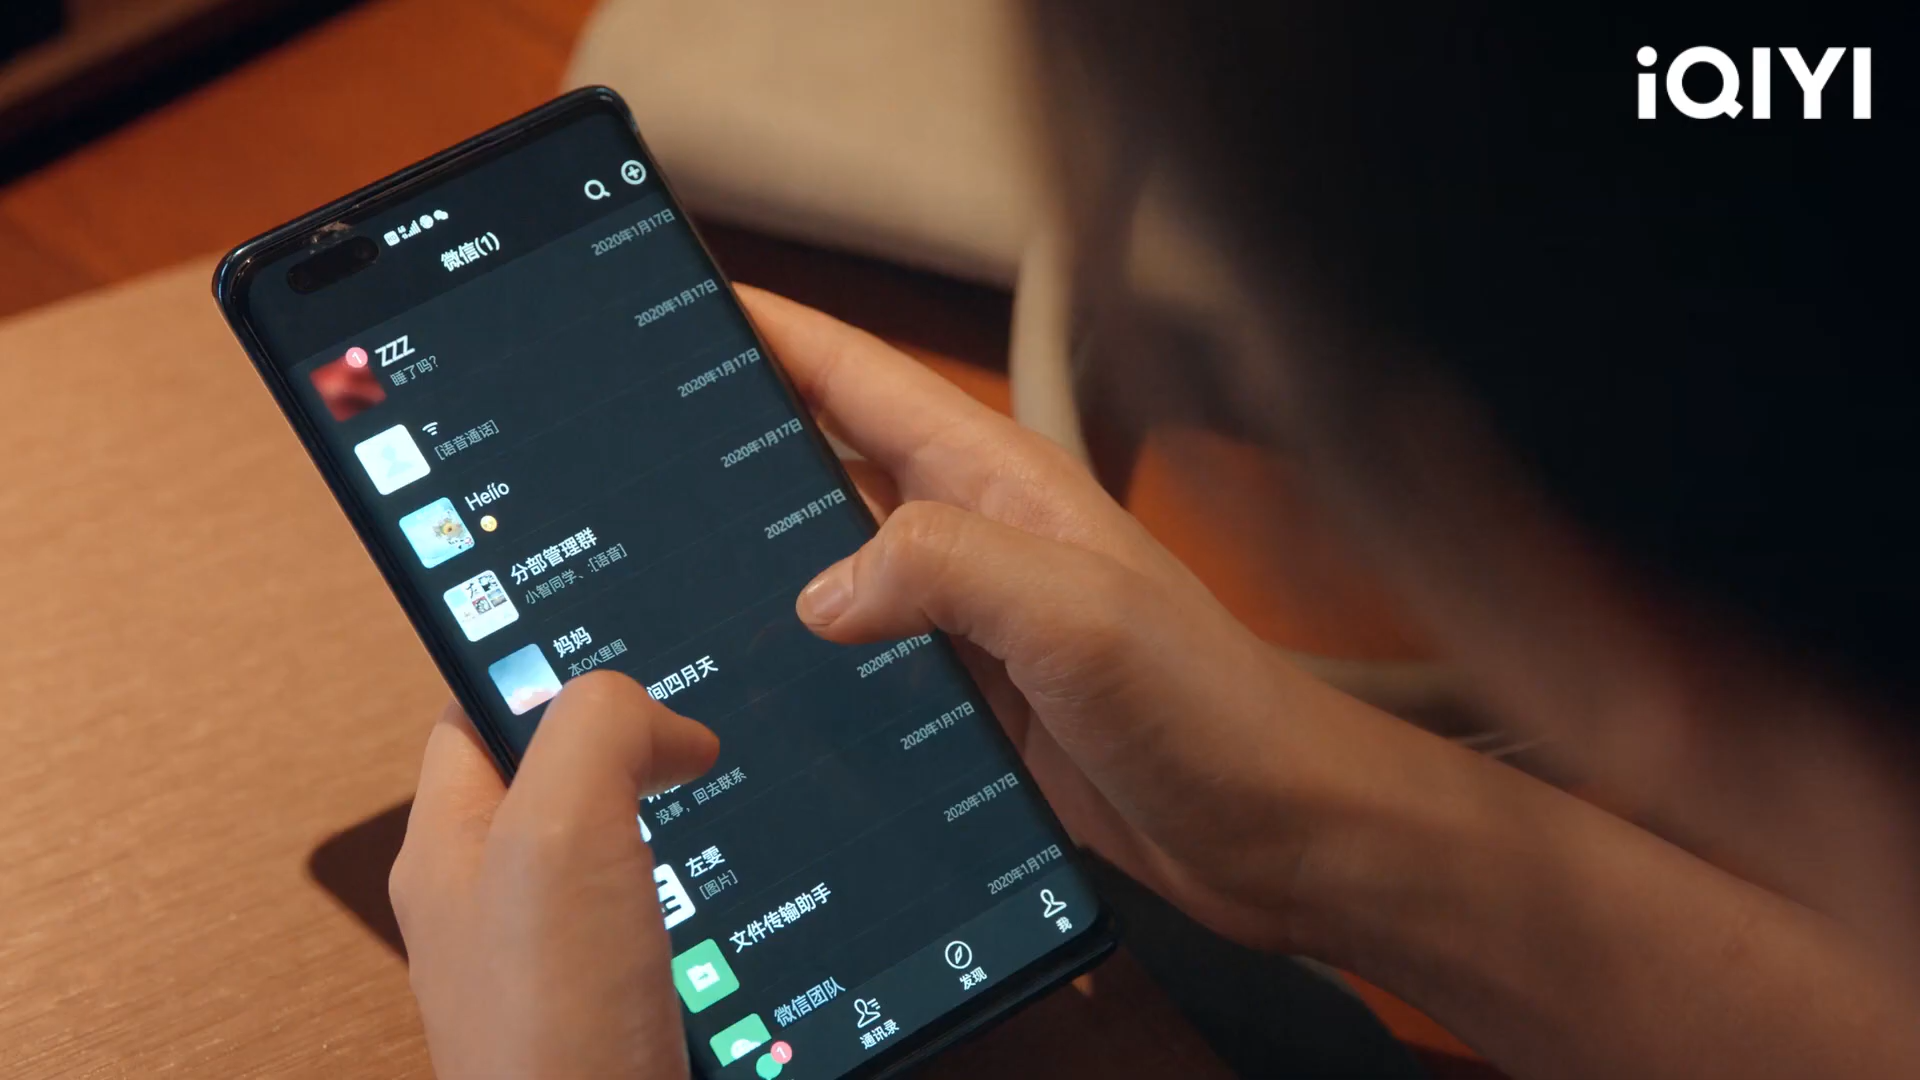 iQIYI
微信(1)
2020年1月17日
ZZZ
睡了吗?
2020年1月17日
[语音通话]
2020年1月17日
Hello
2020年1月17日
分部管理群
小智同学、:[语音]
2020年1月17日
妈妈
本OK里图
间四月天
2020年1月17日
没事，回去联系
2020年1月17日
左雯
[图片]
2020年1月17日
文件传输助手
2020年1月17日
微信团队
1
1
通讯录
发现
我